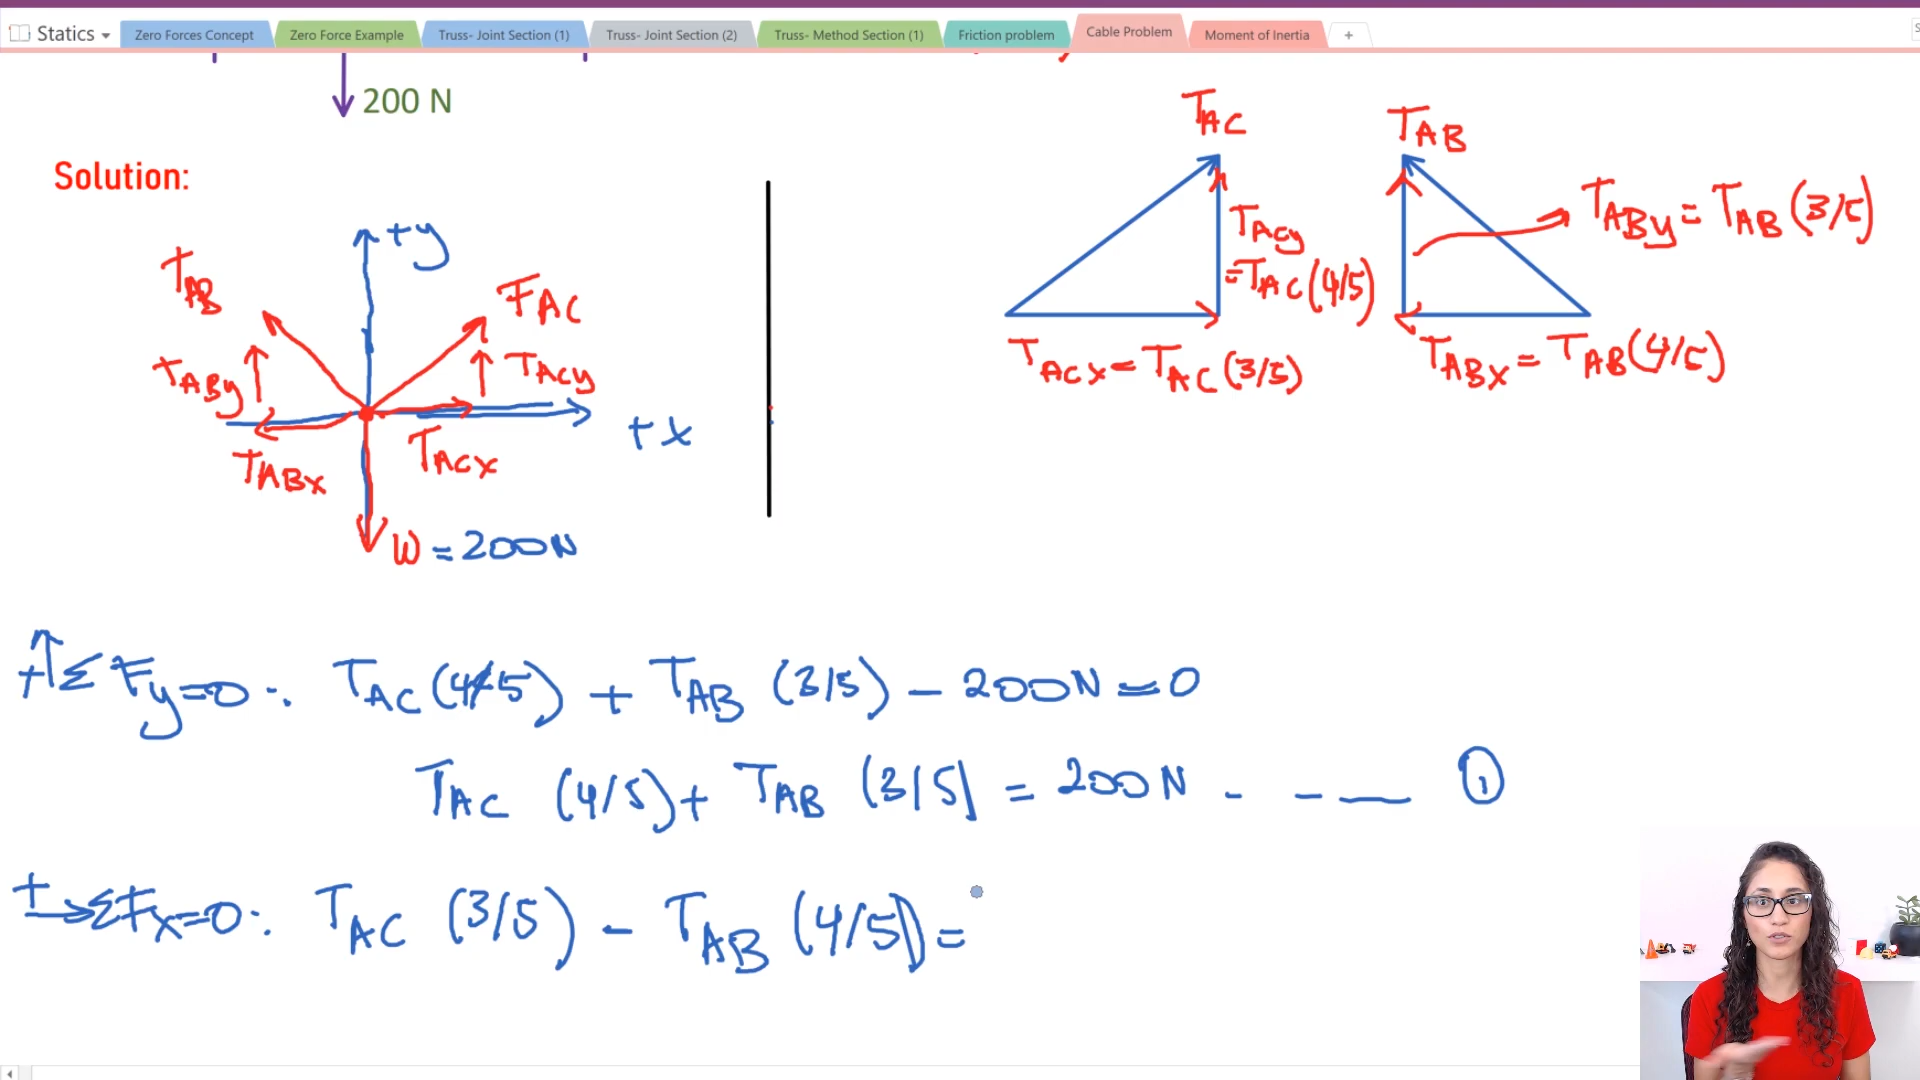 Statics
Zero Forces Concept
Zero Force Example
Truss- Joint Section (1)
Truss- Joint Section (2)
Truss- Method Section (1)
Friction problem
Cable Problem
Moment of Inertia
+
200 N
Solution:
+y
TAB
FAC
TABy
TACy
TABx
TACx
+x
W = 200N
TAC
TACy
=TAC(4/5)
TACx=TAC(3/5)
TAB
TABy=TAB(3/5)
TABx=TAB(4/5)
+↑ΣFy=0: TAC(4/5) + TAB (3/5) - 200N=0
TAC (4/5)+ TAB (3/5) = 200N - - — ①
+→ΣFx=0: TAC (3/5) - TAB (4/5)=